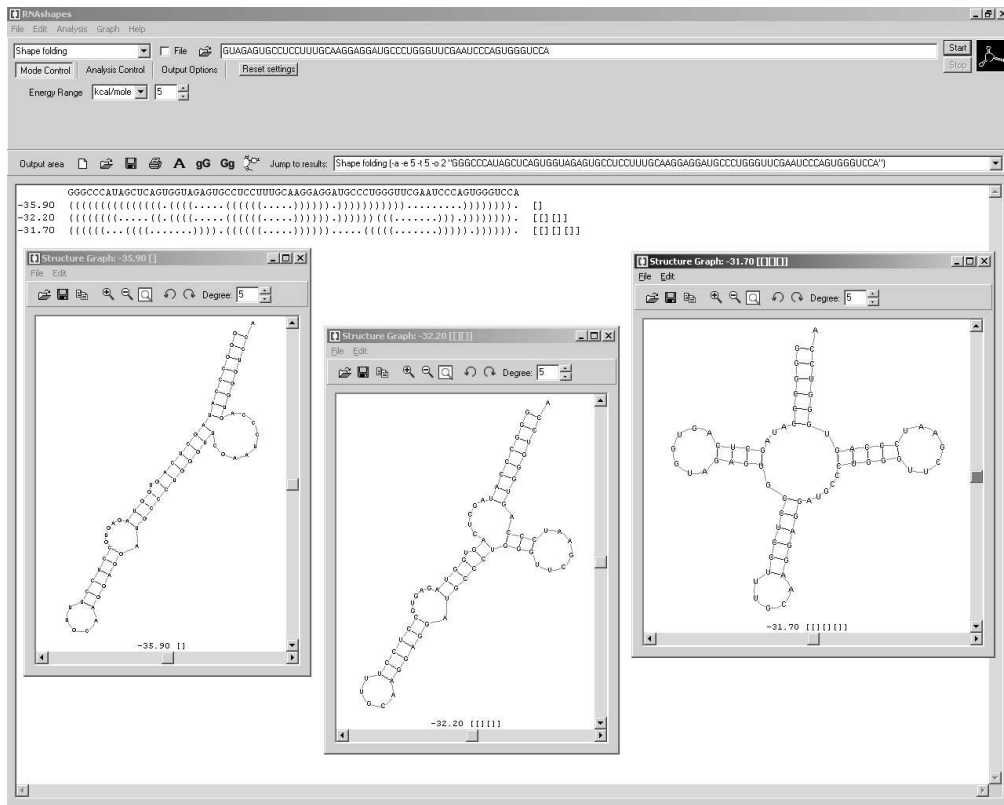 RNAshapes
File Edit Analysis Graph Help
Shape folding File GUAGAGUGCCUCCUUUGCAAGGAGGAUGCCCUGGGUUCGAAUCCCAGUGGGUCCA Start
Mode Control Analysis Control Output Options Reset settings Stop
Energy Range kcal/mole 5
Output area A gG Gg Jump to results: Shape folding (-a -e 5 -t 5 -o 2 "GGGCCCAUAGCUCAGUGGUAGAGUGCCUCCUUUGCAAGGAGGAUGCCCUGGGUUCGAAUCCCAGUGGGUCCA")
GGGCCCAUAGCUCAGUGGUAGAGUGCCUCCUUUGCAAGGAGGAUGCCCUGGGUUCGAAUCCCAGUGGGUCCA
-35.90 ((((((((((((((.((((.....((((((.....)))))).)))))))))))).........)))))))). []
-32.20 ((((((((.....((.((((.....((((((.....)))))).))))))(((.......))).)))))))). [[][]]
-31.70 ((((((...((((.......)))).((((((.....)))))).....(((((.......))))).)))))). [[][][]]
Structure Graph: -35.90 []
File Edit
Degree: 5
-35.90 []
Structure Graph: -32.20 [[][]]
File Edit
Degree: 5
-32.20 [[][]]
Structure Graph: -31.70 [[][][]]
File Edit
Degree: 5
-31.70 [[][][]]